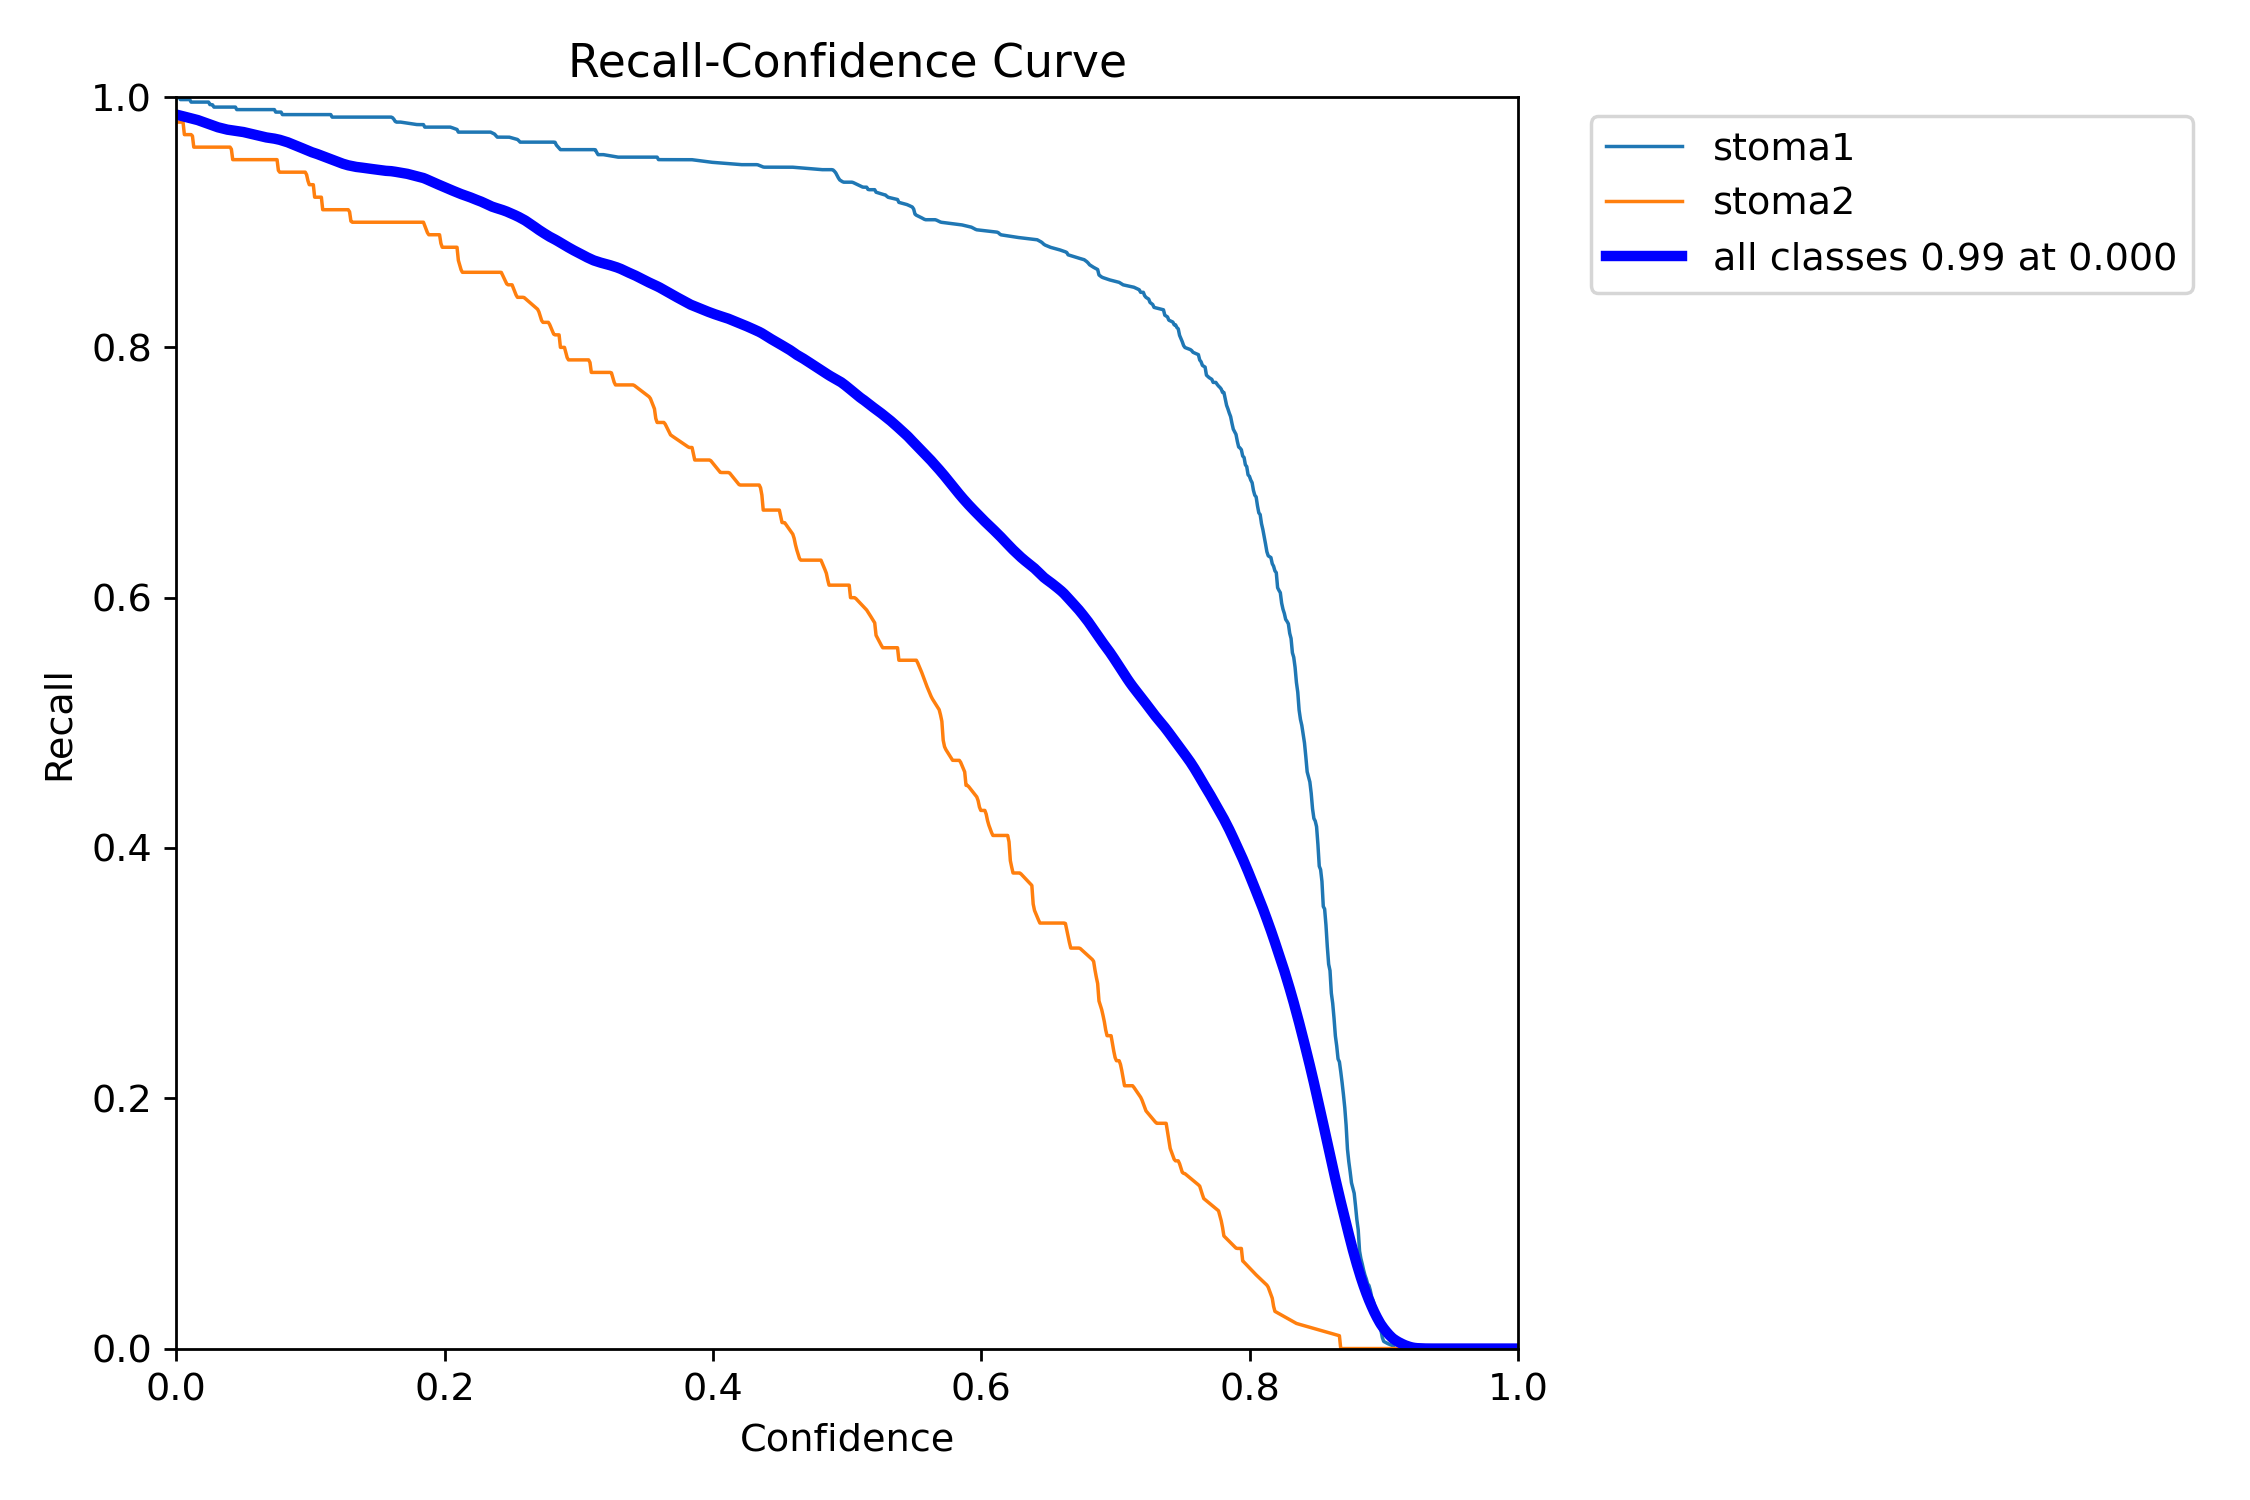 Recall-Confidence Curve
1.0
0.8
0.6
0.4
0.2
0.0
Recall
0.0 0.2 0.4 0.6 0.8 1.0
Confidence
stoma1
stoma2
all classes 0.99 at 0.000